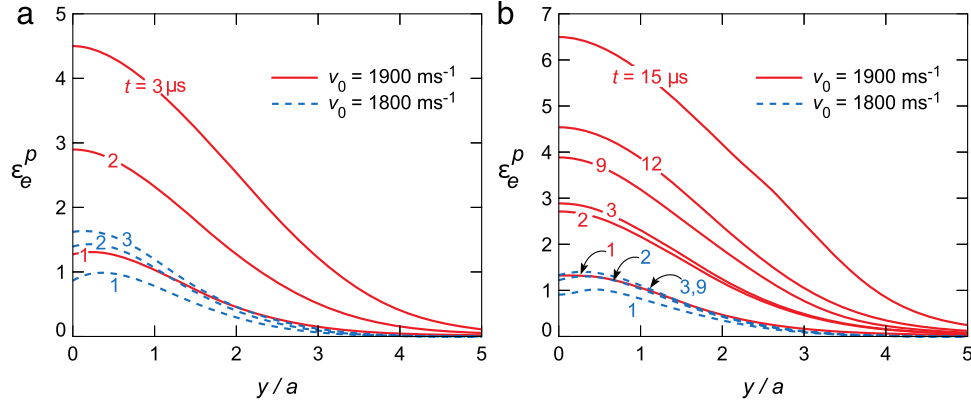 a
5
4
3
2
1
0
ε_e^p
t = 3 μs
2
1
3
2
1
v₀ = 1900 ms⁻¹
v₀ = 1800 ms⁻¹
0 1 2 3 4 5
y / a
b
7
6
5
4
3
2
1
0
ε_e^p
t = 15 μs
12
9
3
2
1
2
3,9
1
v₀ = 1900 ms⁻¹
v₀ = 1800 ms⁻¹
0 1 2 3 4 5
y / a